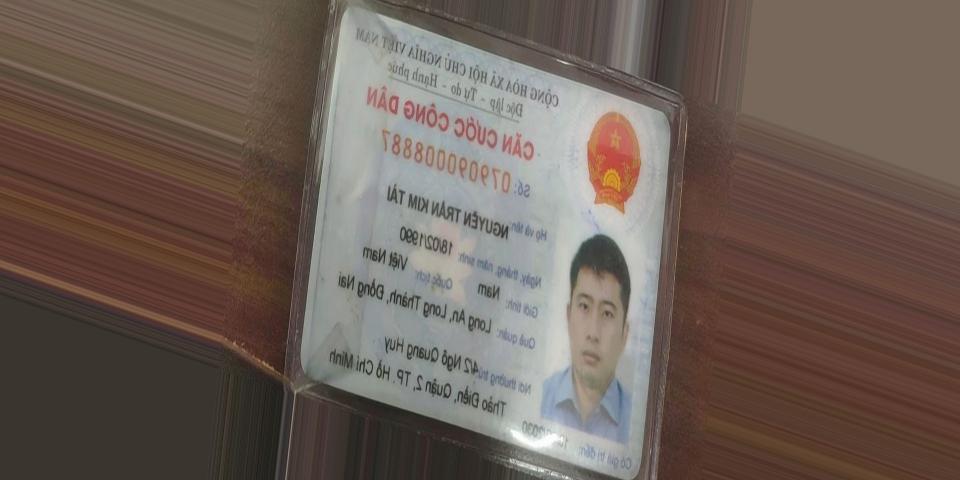 CỘNG HÒA XÃ HỘI CHỦ NGHĨA VIỆT NAM
Độc lập - Tự do - Hạnh phúc
CĂN CƯỚC CÔNG DÂN
Số: 079090008887
Họ và tên: NGUYỄN TRẦN KIM TÀI
Ngày, tháng, năm sinh: 18/02/1990
Giới tính: Nam Quốc tịch: Việt Nam
Quê quán: Long An, Long Thành, Đồng Nai
Nơi thường trú: 4/2 Ngô Quang Huy
Thảo Điền, Quận 2, TP. Hồ Chí Minh
Có giá trị đến: